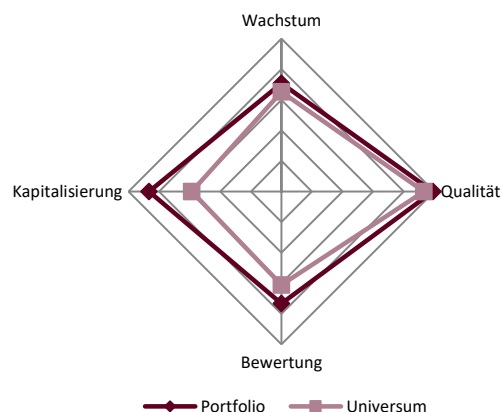 Wachstum
Kapitalisierung
Qualität
Bewertung
Portfolio
Universum